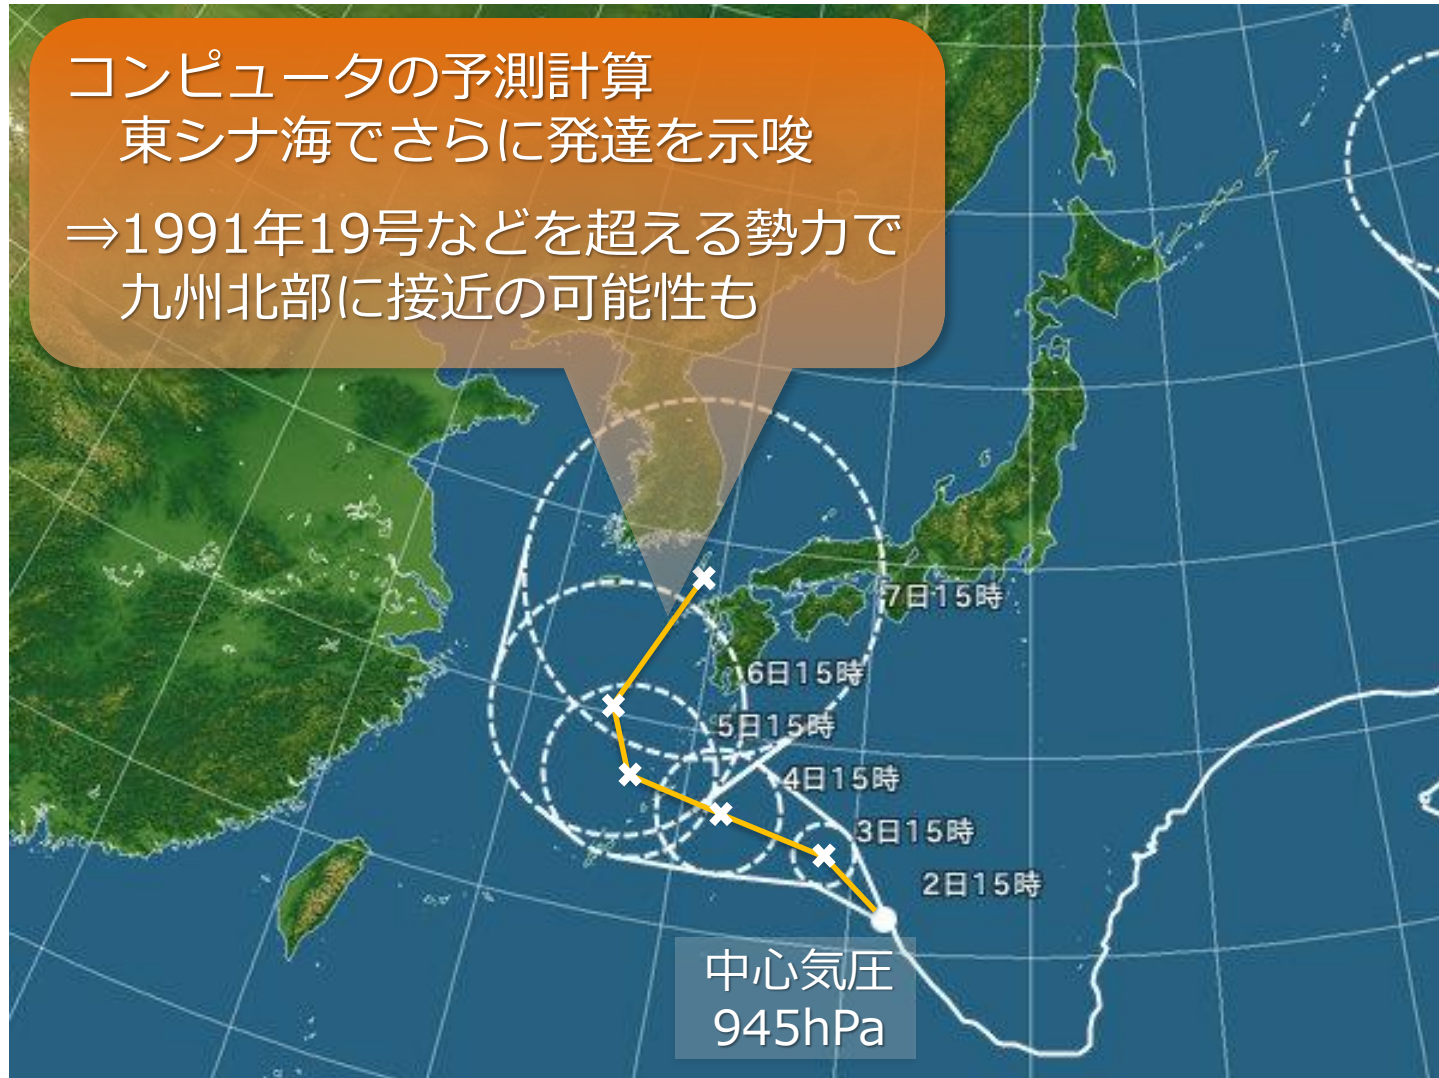 コンピュータの予測計算
東シナ海でさらに発達を示唆
⇒1991年19号などを超える勢力で
九州北部に接近の可能性も
7日15時
6日15時
5日15時
4日15時
3日15時
2日15時
中心気圧
945hPa